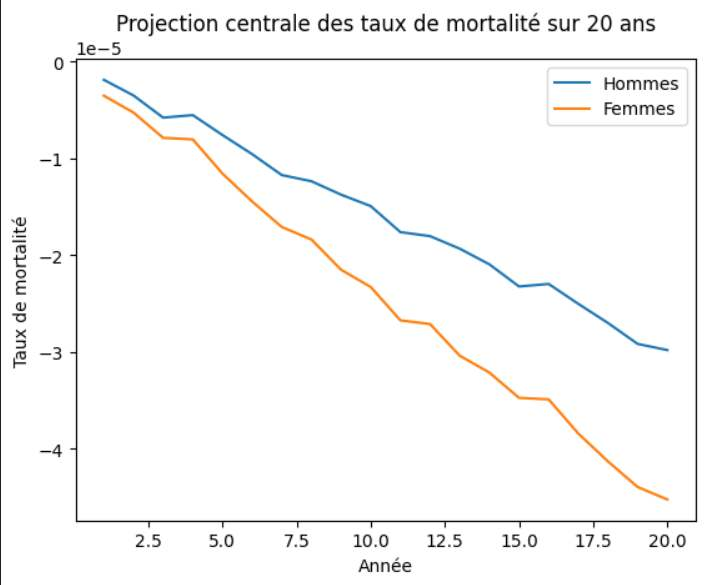 Projection centrale des taux de mortalité sur 20 ans
1e−5
Hommes
Femmes
0
−1
−2
−3
−4
Taux de mortalité
2.5 5.0 7.5 10.0 12.5 15.0 17.5 20.0
Année